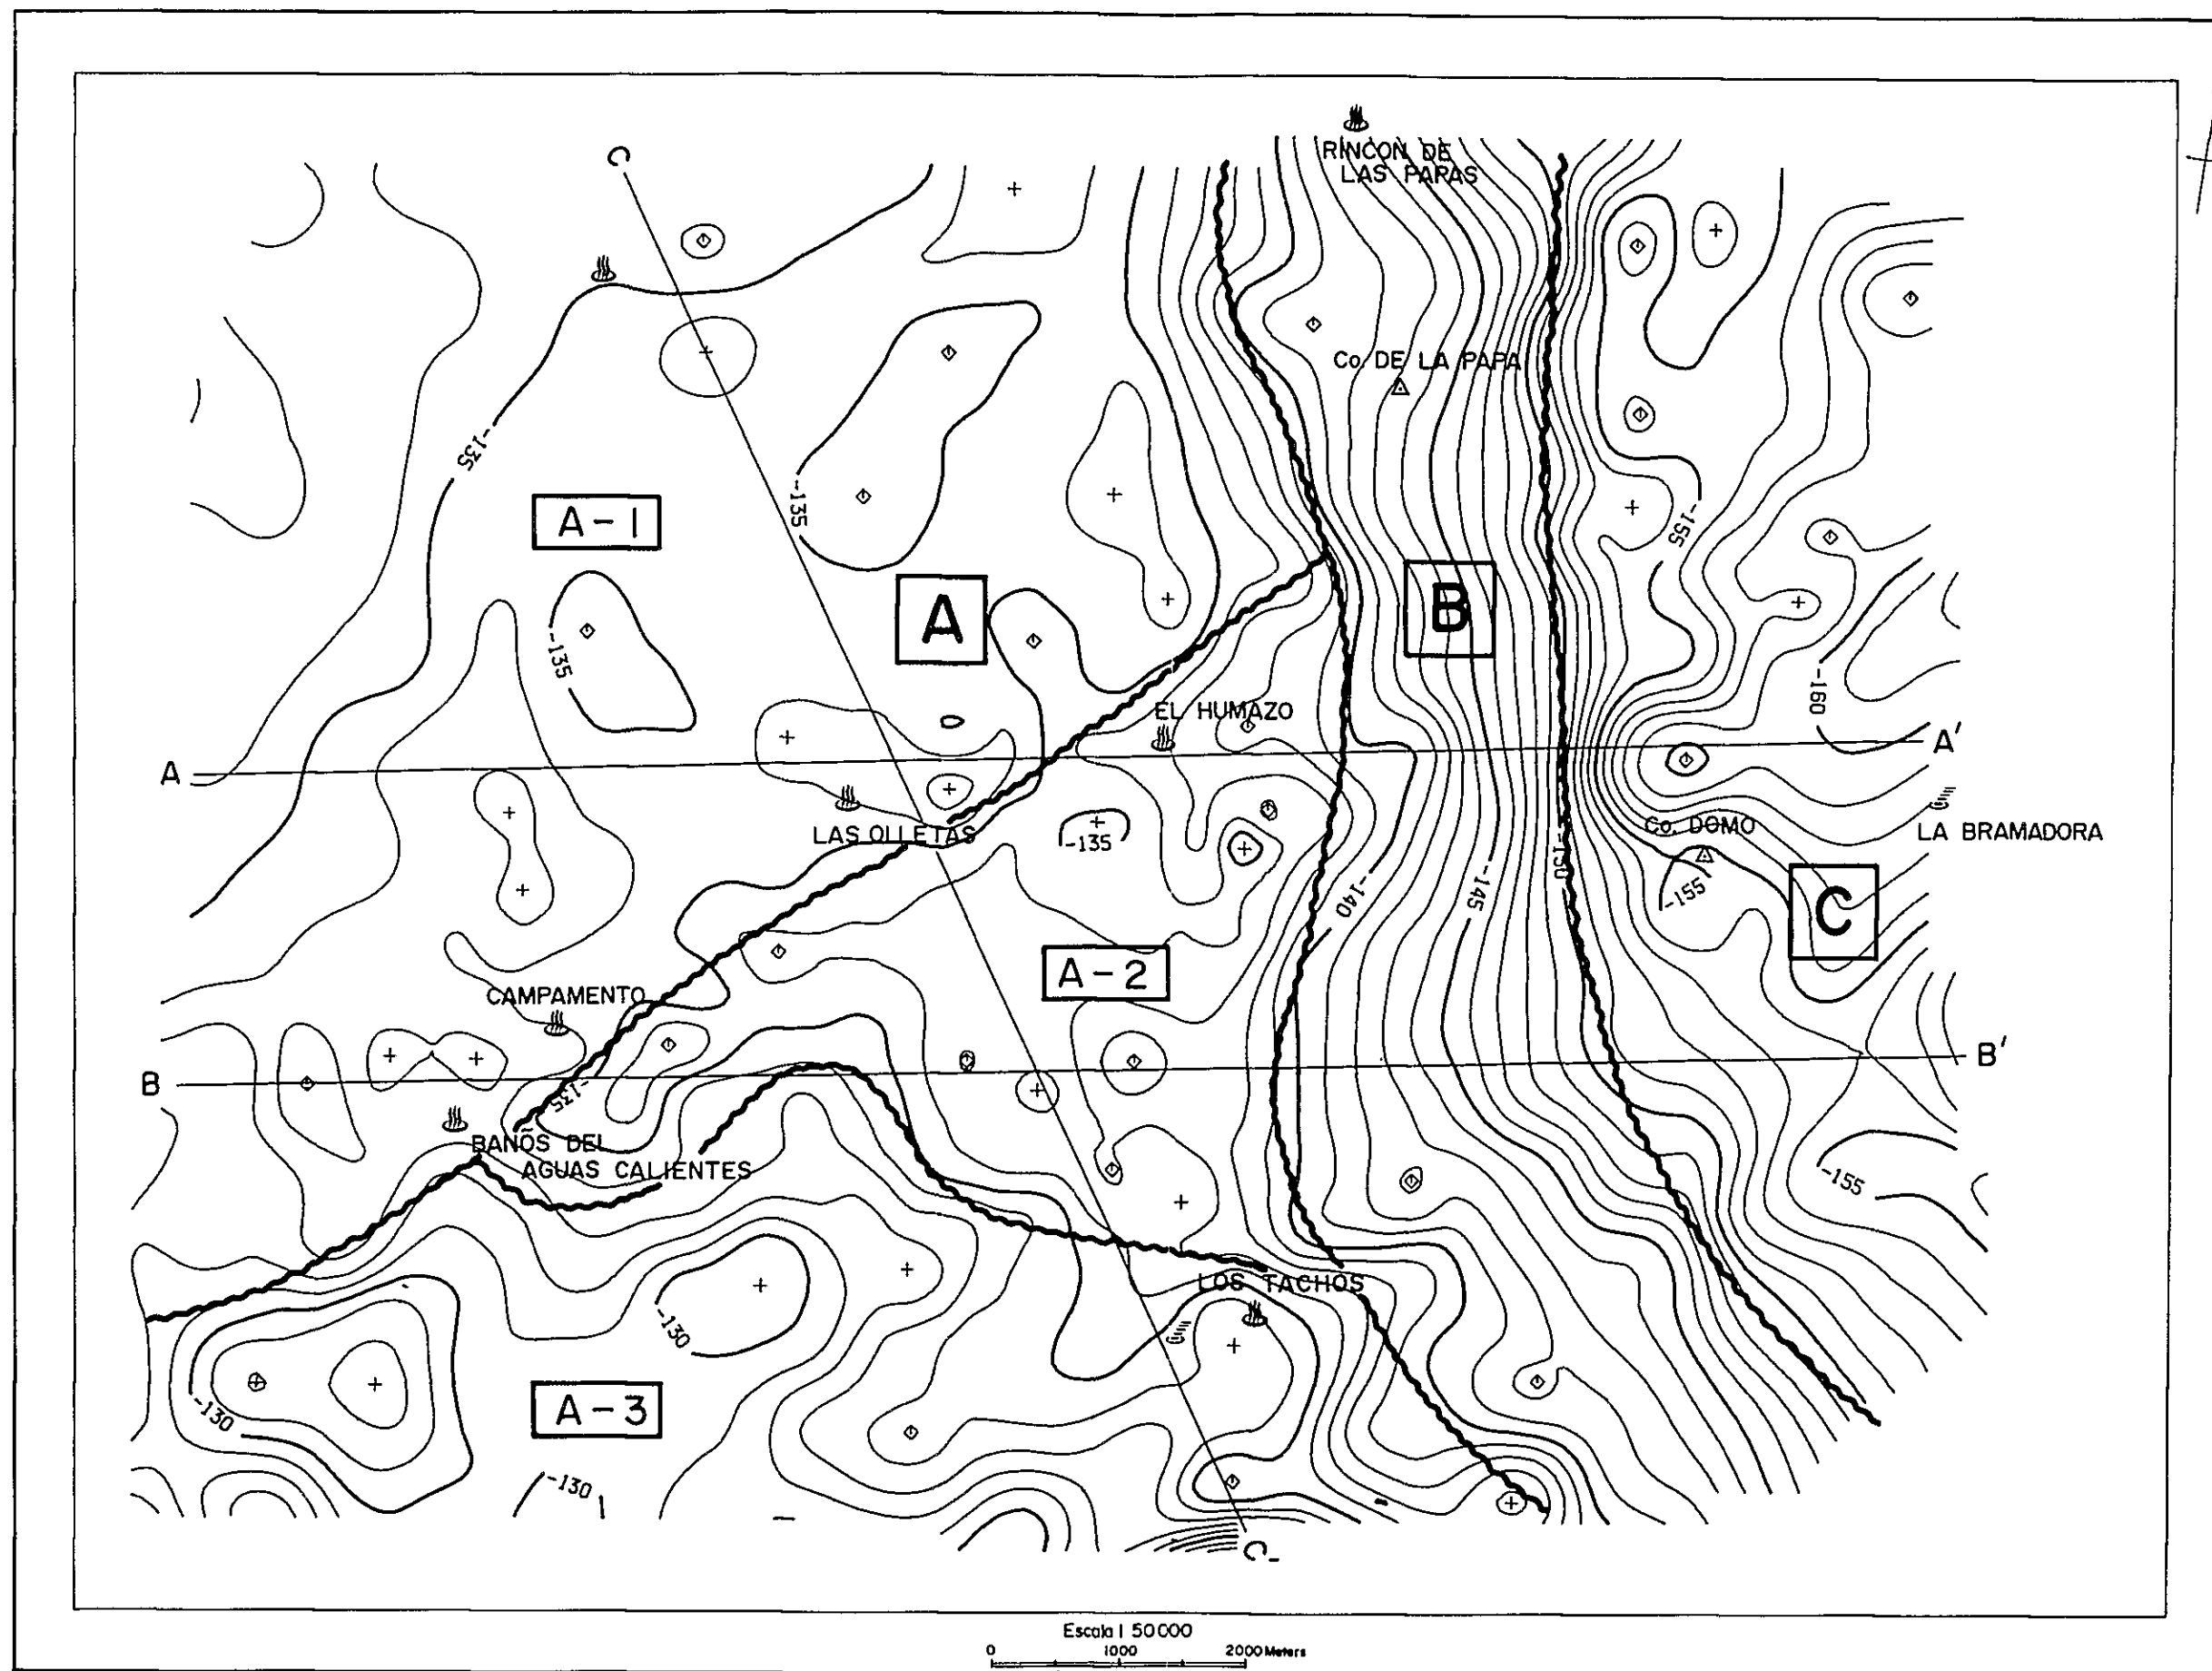 C
RINCON DE
LAS PAPAS
Co. DE LA PAPA
-135
-135
A-1
-155
A
B
-135
-160
EL HUMAZO
A
A'
LAS OLLETAS
-135
Co. DOMO
LA BRAMADORA
-150
-140
-145
-155
C
A-2
CAMPAMENTO
B
B'
-135
BANÕS DEL
AGUAS CALIENTES
-155
LOS TACHOS
-130
-130
A-3
-130
C'
Escala 1 50000
0 1000 2000 Meters